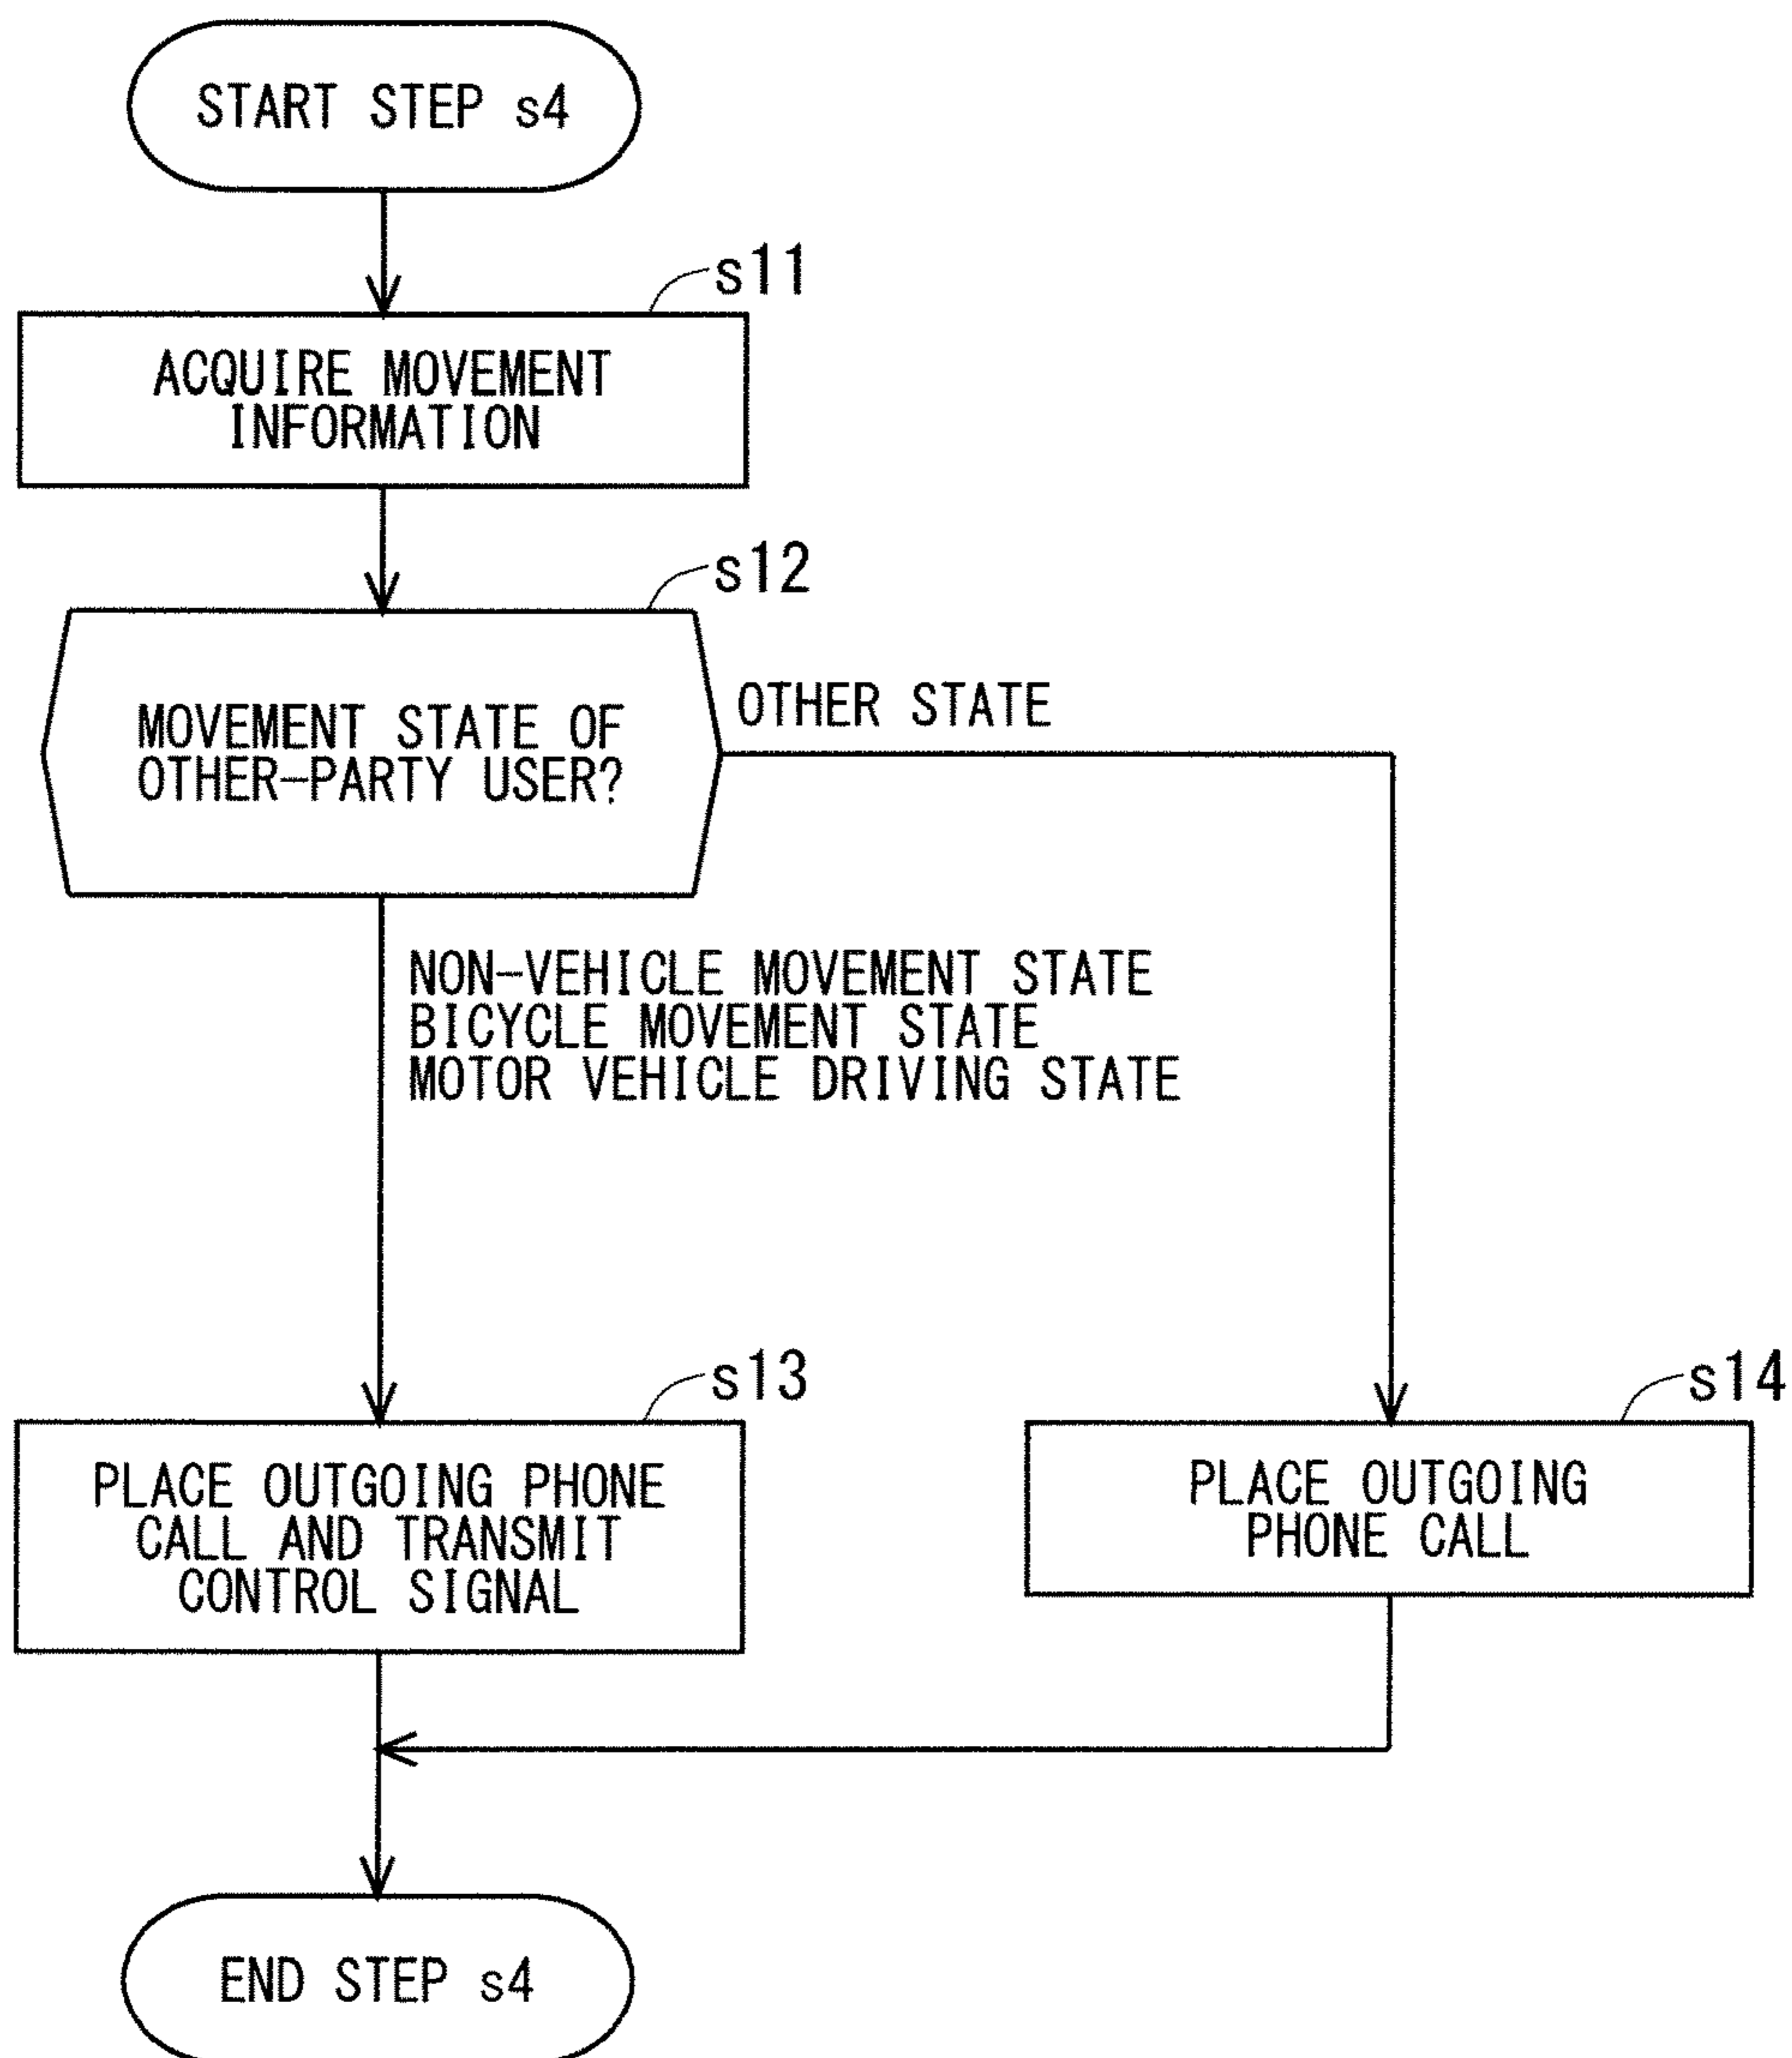 START STEP s4
s11
ACQUIRE MOVEMENT
INFORMATION
s12
MOVEMENT STATE OF
OTHER-PARTY USER?
OTHER STATE
NON-VEHICLE MOVEMENT STATE
BICYCLE MOVEMENT STATE
MOTOR VEHICLE DRIVING STATE
s13
PLACE OUTGOING PHONE
CALL AND TRANSMIT
CONTROL SIGNAL
s14
PLACE OUTGOING
PHONE CALL
END STEP s4